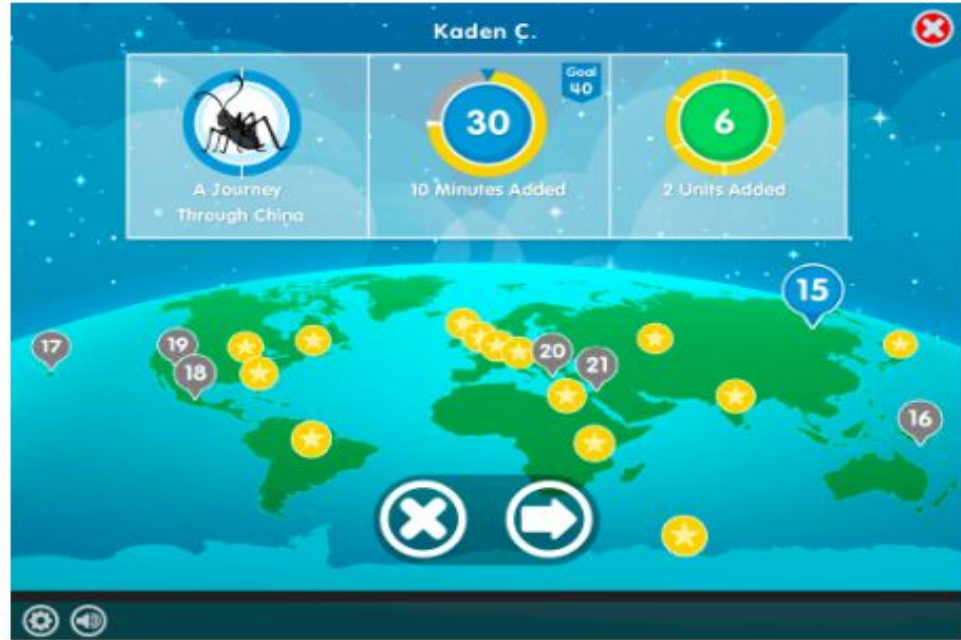 Kaden C.
Goal
40
30
6
A Journey
Through China
10 Minutes Added
2 Units Added
15
17
19
18
20
21
16